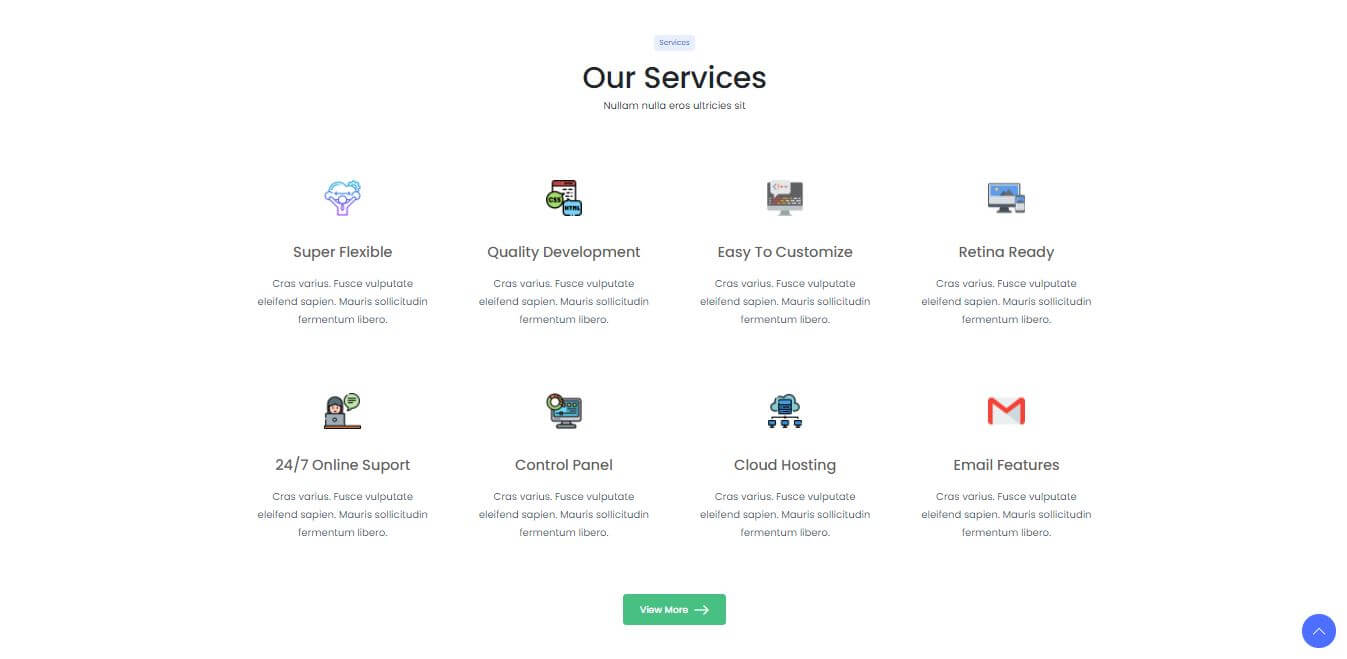 Services
Our Services
Nullam nulla eros ultricies sit
CSS
HTML
C++
Super Flexible
Quality Development
Easy To Customize
Retina Ready
Cras varius. Fusce vulputate
eleifend sapien. Mauris sollicitudin
fermentum libero.
Cras varius. Fusce vulputate
eleifend sapien. Mauris sollicitudin
fermentum libero.
Cras varius. Fusce vulputate
eleifend sapien. Mauris sollicitudin
fermentum libero.
Cras varius. Fusce vulputate
eleifend sapien. Mauris sollicitudin
fermentum libero.
24/7 Online Suport
Control Panel
Cloud Hosting
Email Features
Cras varius. Fusce vulputate
eleifend sapien. Mauris sollicitudin
fermentum libero.
Cras varius. Fusce vulputate
eleifend sapien. Mauris sollicitudin
fermentum libero.
Cras varius. Fusce vulputate
eleifend sapien. Mauris sollicitudin
fermentum libero.
Cras varius. Fusce vulputate
eleifend sapien. Mauris sollicitudin
fermentum libero.
View More